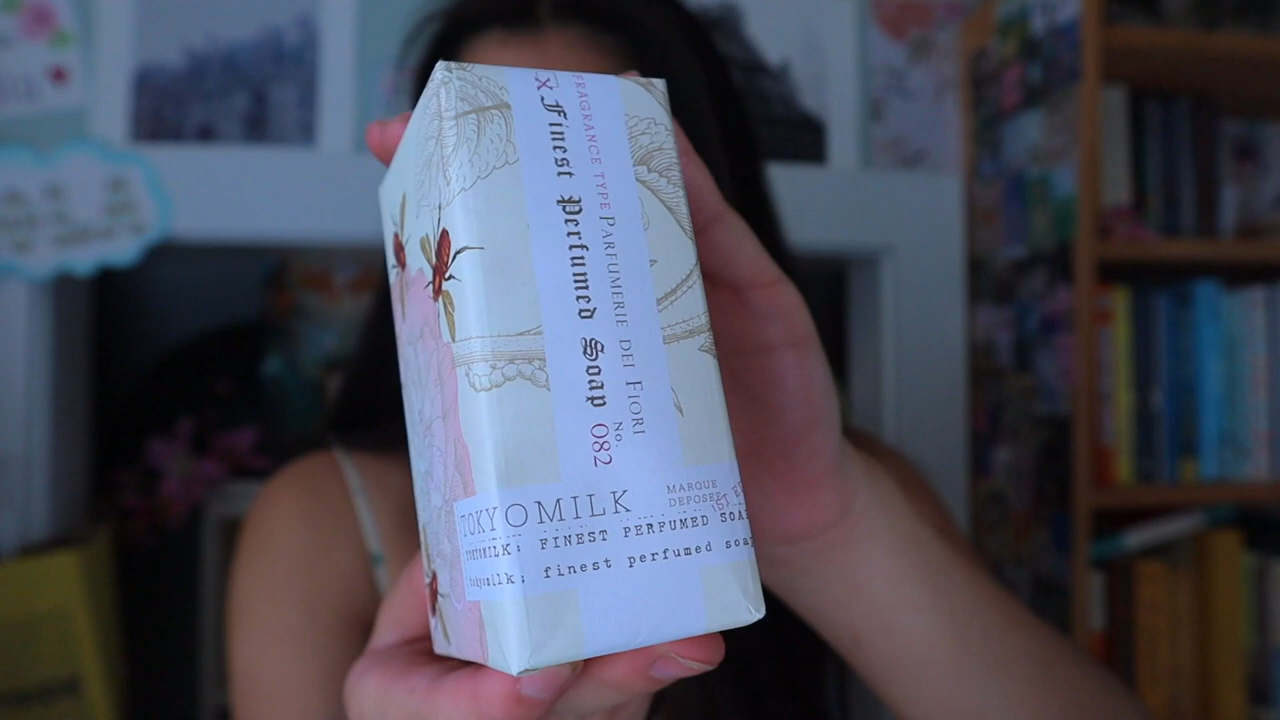 FRAGRANCE TYPE PARFUMERIE DEI FIORI
Finest Perfumed Soap No. 082
TOKYOMILK
MARQUE
DEPOSEE
TOKYOMILK: FINEST PERFUMED SOAP
tokyomilk: finest perfumed soap